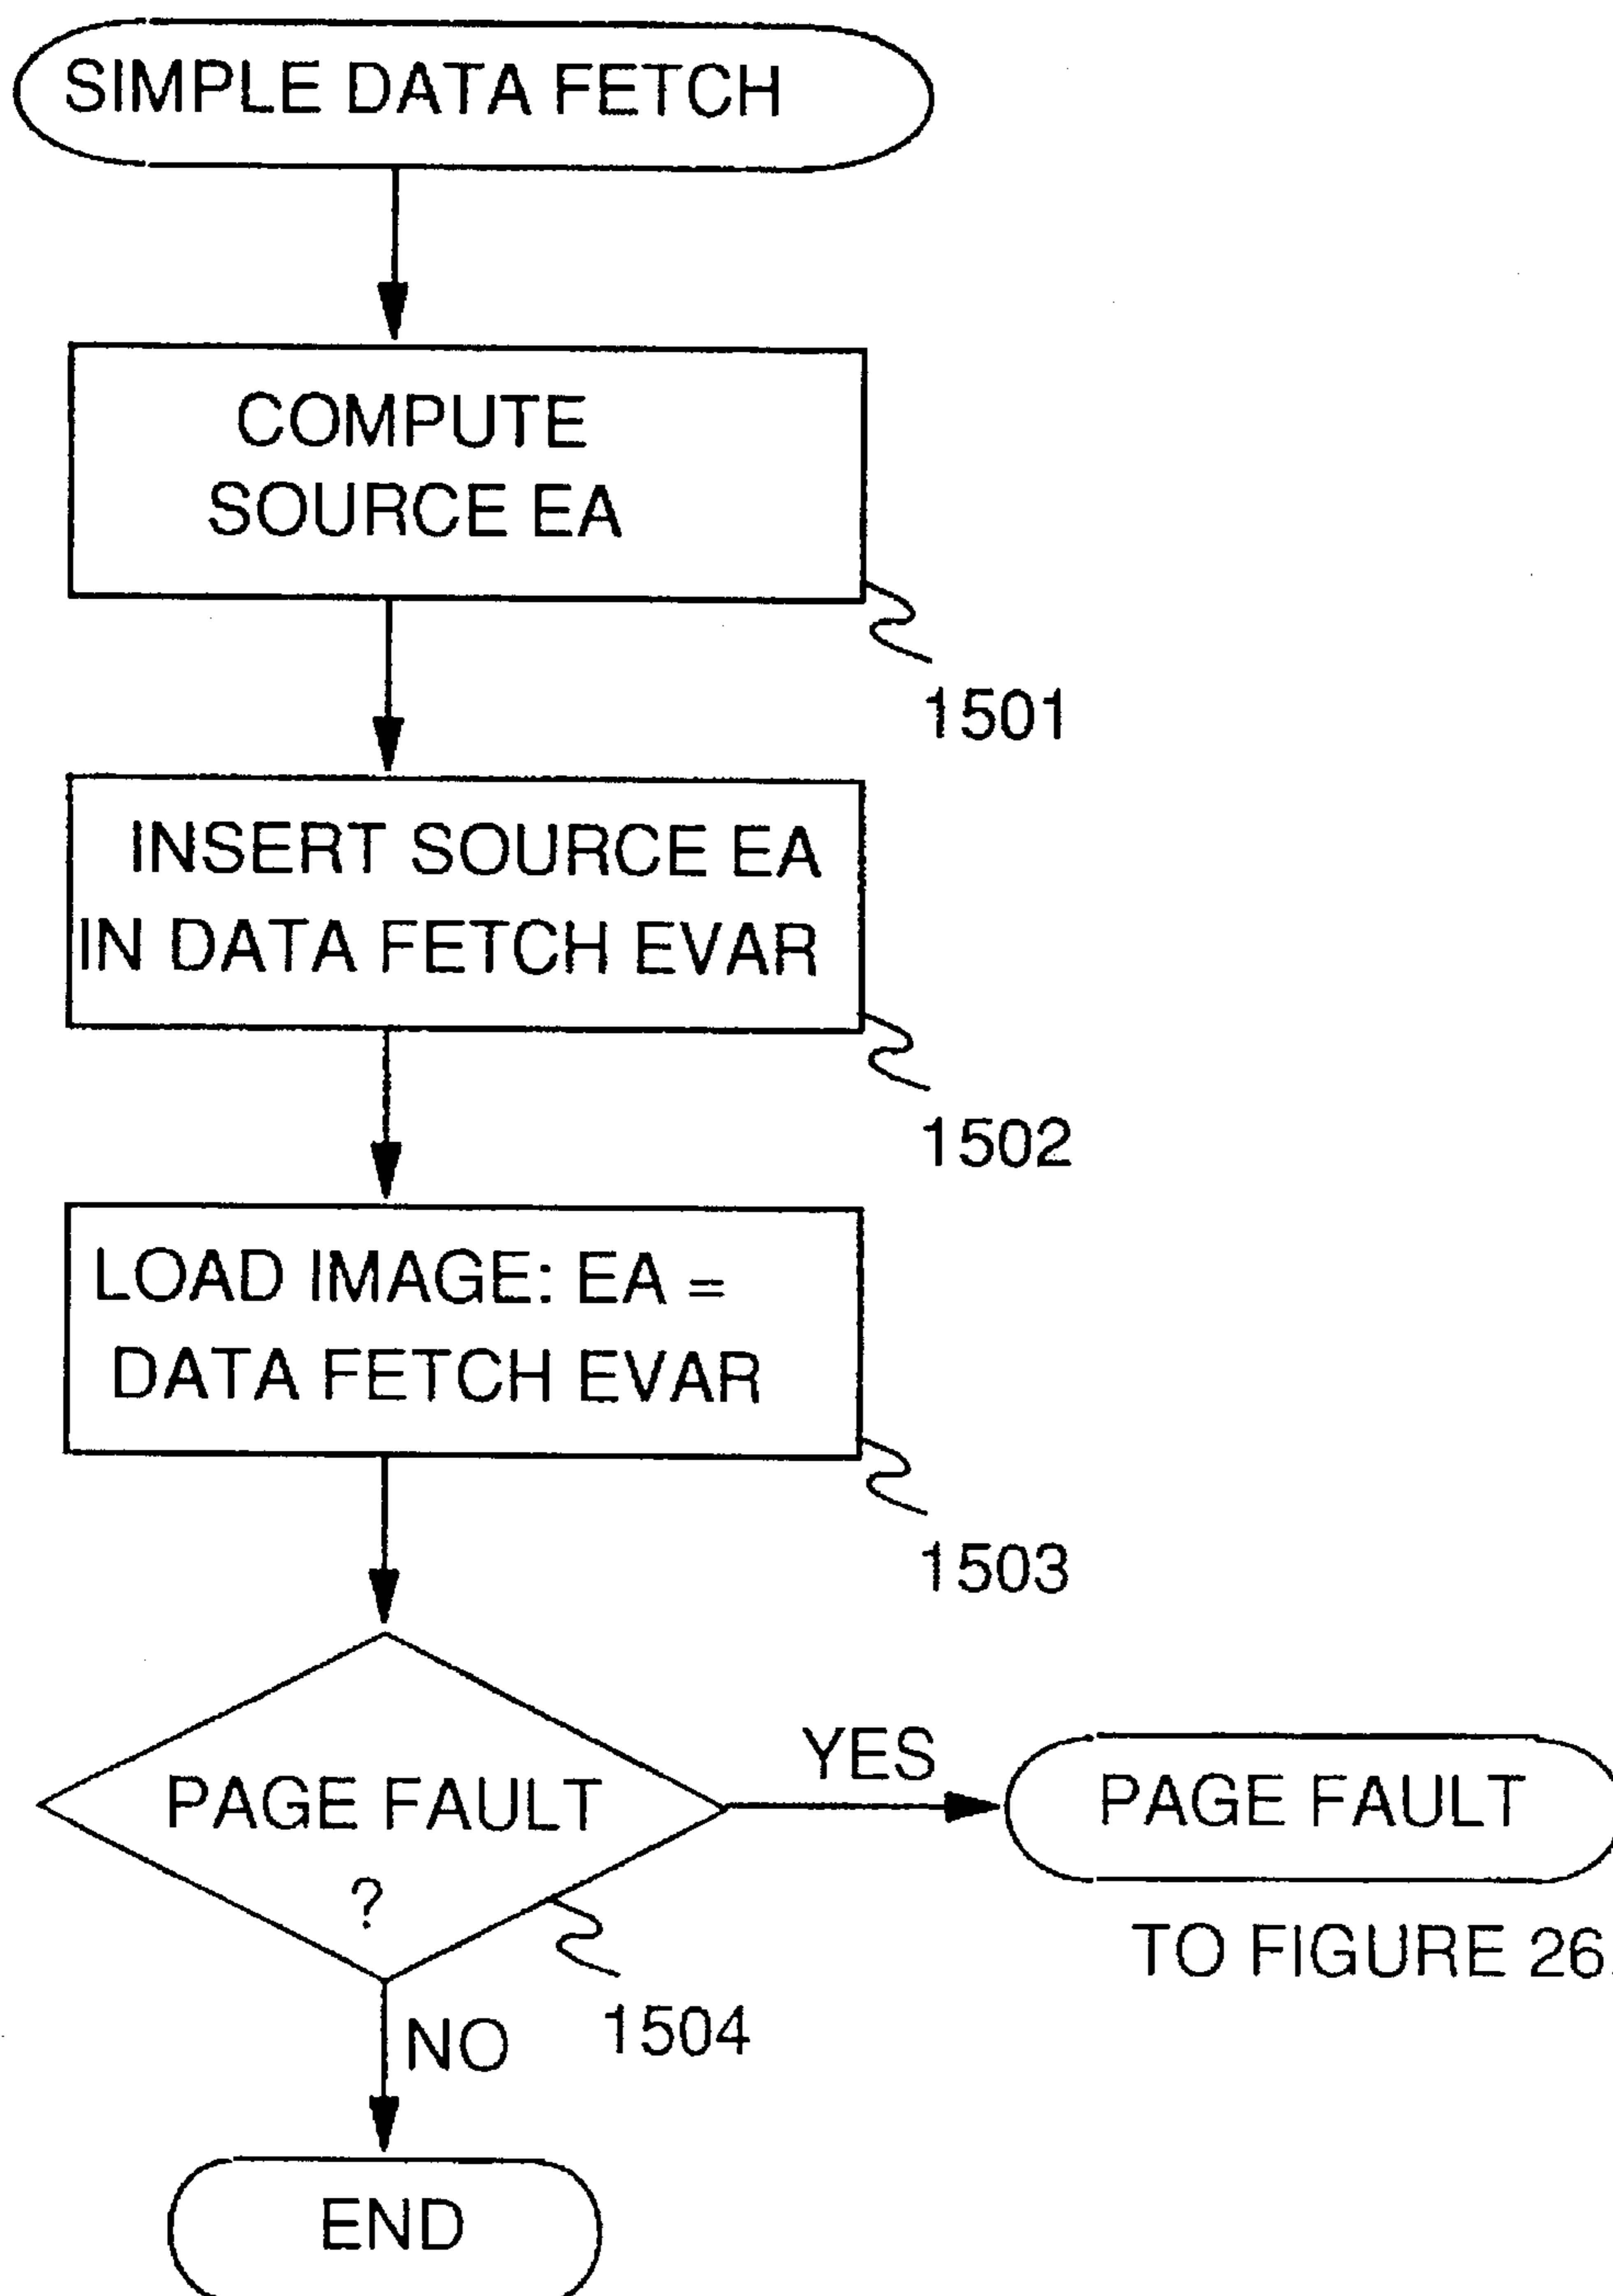 SIMPLE DATA FETCH
COMPUTE
SOURCE EA
1501
INSERT SOURCE EA
IN DATA FETCH EVAR
1502
LOAD IMAGE: EA =
DATA FETCH EVAR
1503
PAGE FAULT
?
1504
YES
PAGE FAULT
TO FIGURE 26.
NO
END